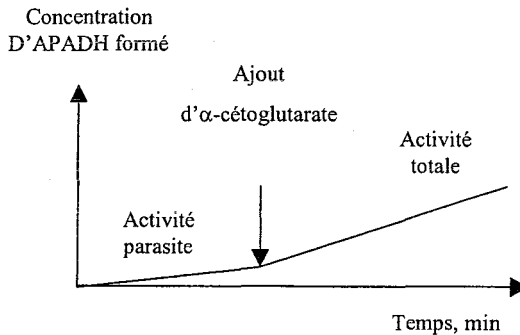 Concentration
D'APADH formé
Ajout
d'α-cétoglutarate
Activité
totale
Activité
parasite
Temps, min